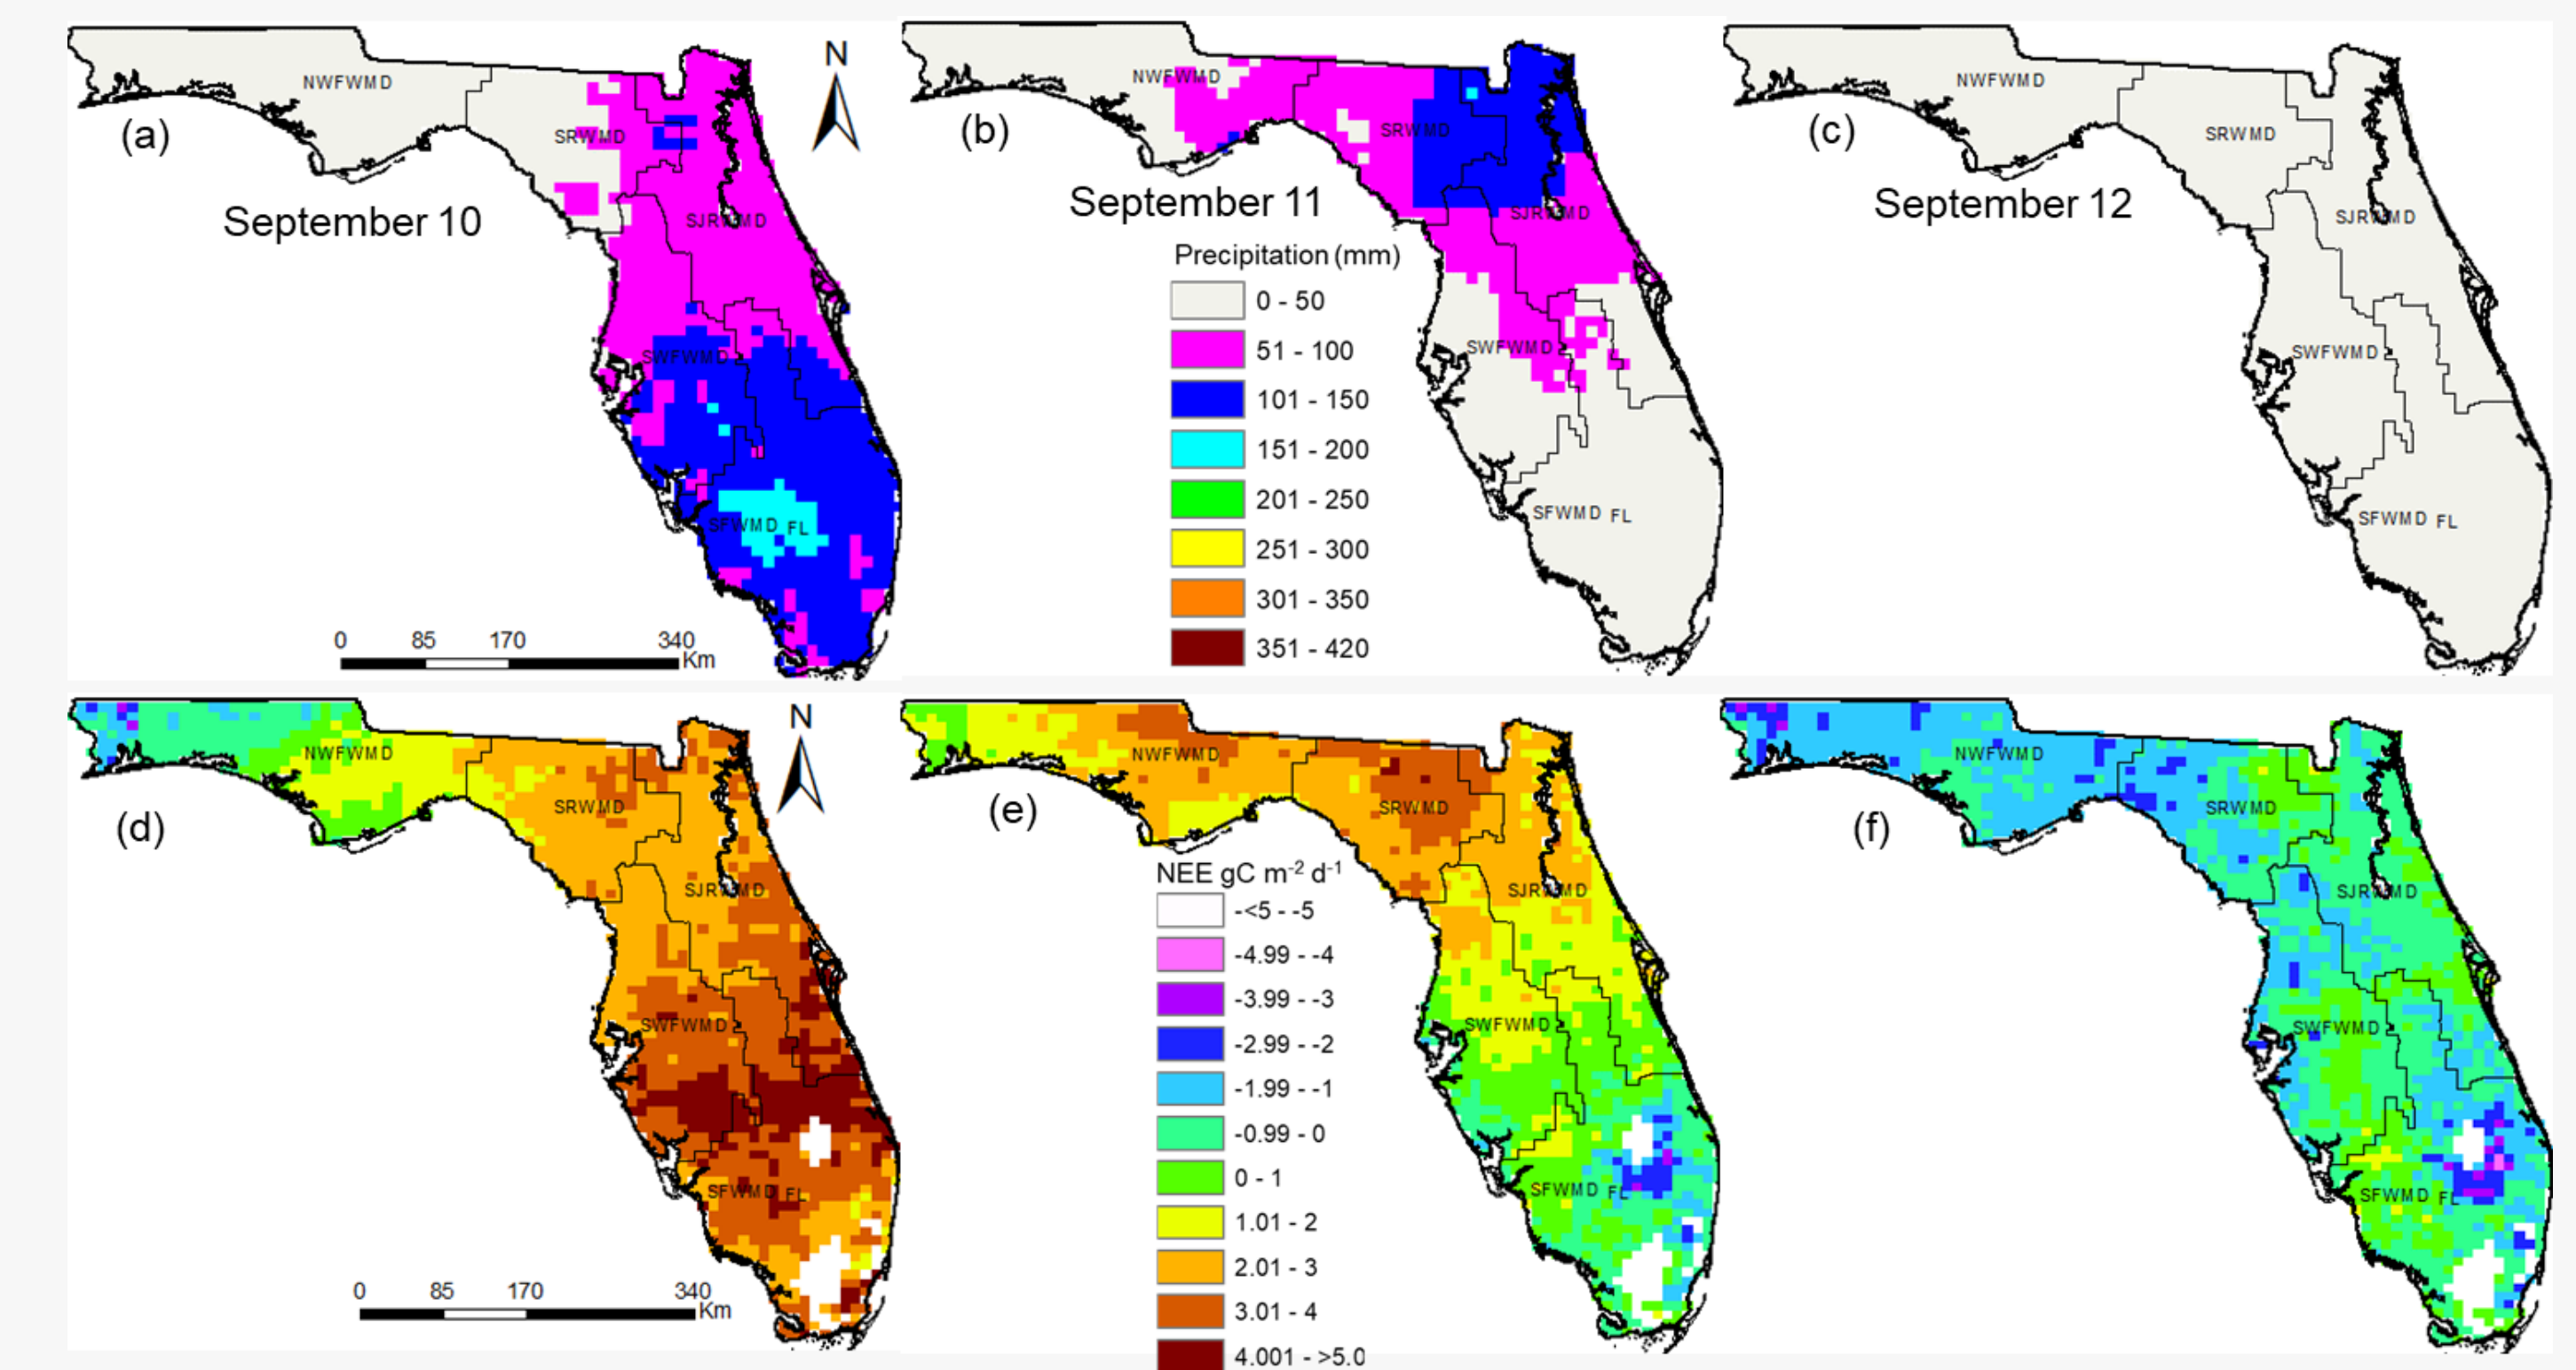 N
NWFWMD
(a)
SRWMD
September 10
SJRWMD
SWFWMD
SFWMD FL
0 85 170 340
Km
NWFWMD
(b)
SRWMD
September 11
SJRWMD
Precipitation (mm)
0 - 50
51 - 100
101 - 150
151 - 200
201 - 250
251 - 300
301 - 350
351 - 420
SWFWMD
SFWMD FL
NWFWMD
(c)
SRWMD
September 12
SJRWMD
SWFWMD
SFWMD FL
N
NWFWMD
(d)
SRWMD
SJRWMD
SWFWMD
SFWMD FL
0 85 170 340
Km
NWFWMD
(e)
SRWMD
NEE gC m-2 d-1
SJRWMD
-<5 - -5
-4.99 - -4
-3.99 - -3
-2.99 - -2
-1.99 - -1
-0.99 - 0
0 - 1
1.01 - 2
2.01 - 3
3.01 - 4
4.001 - >5.0
SWFWMD
SFWMD FL
NWFWMD
(f)
SRWMD
SJRWMD
SWFWMD
SFWMD FL